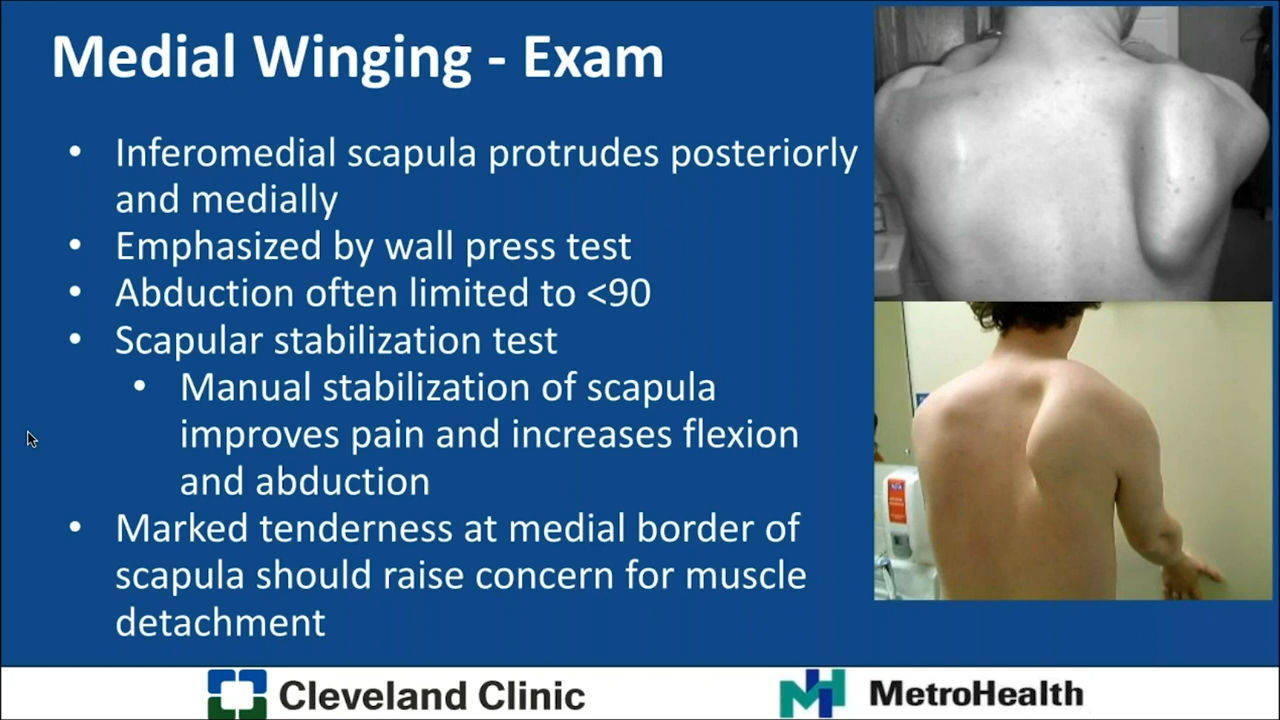 Medial Winging - Exam
• Inferomedial scapula protrudes posteriorly
and medially
• Emphasized by wall press test
• Abduction often limited to <90
• Scapular stabilization test
• Manual stabilization of scapula
improves pain and increases flexion
and abduction
• Marked tenderness at medial border of
scapula should raise concern for muscle
detachment
Cleveland Clinic
MetroHealth